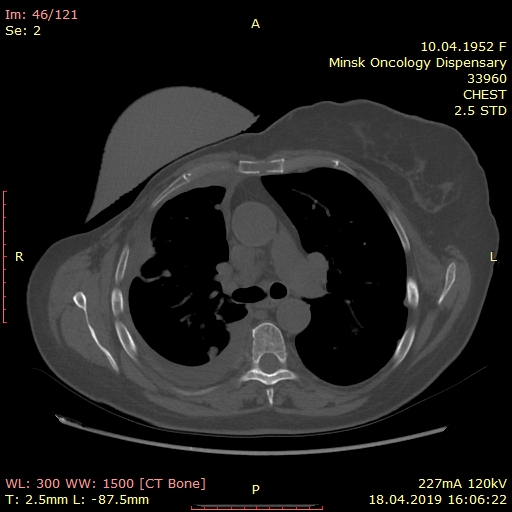 Im: 46/121
Se: 2
A
10.04.1952 F
Minsk Oncology Dispensary
33960
CHEST
2.5 STD
R
L
WL: 300 WW: 1500 [CT Bone]
T: 2.5mm L: -87.5mm
P
227mA 120kV
18.04.2019 16:06:22